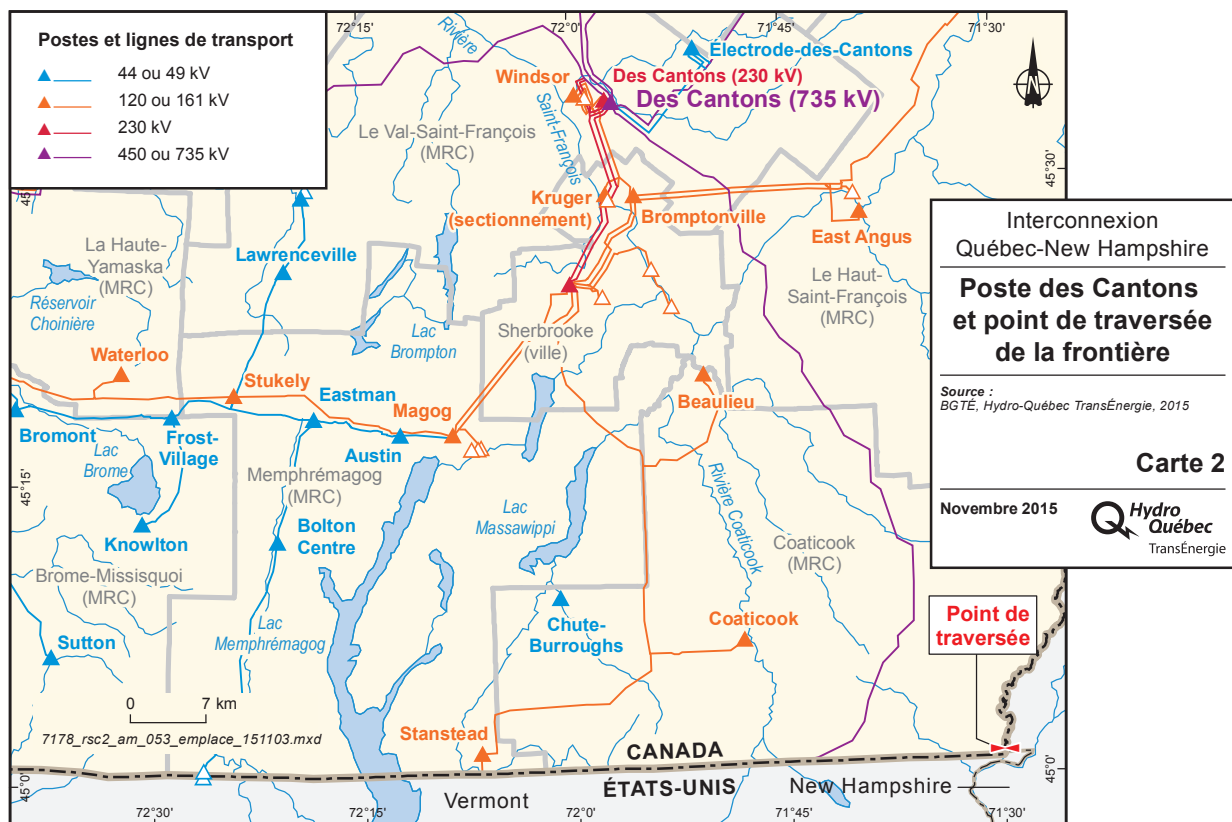 Postes et lignes de transport
44 ou 49 kV
120 ou 161 kV
230 kV
450 ou 735 kV
72°15'
72°0'
71°45'
71°30'
Rivière
Saint-François
Électrode-des-Cantons
Windsor
Des Cantons (230 kV)
Des Cantons (735 kV)
Le Val-Saint-François
(MRC)
45°30'
Kruger
(sectionnement)
Bromptonville
East Angus
La Haute-
Yamaska
(MRC)
Lawrenceville
Réservoir
Choinière
Le Haut-
Saint-François
(MRC)
Lac
Brompton
Sherbrooke
(ville)
Waterloo
Stukely
Eastman
Magog
Beaulieu
Bromont
Frost-
Village
Austin
Lac
Brome
Memphrémagog
(MRC)
45°15'
45°15'
Lac
Massawippi
Rivière Coaticook
Knowlton
Bolton
Centre
Coaticook
(MRC)
Brome-Missisquoi
(MRC)
Chute-
Burroughs
Coaticook
Lac
Memphrémagog
Sutton
Point de
traversée
0 7 km
7178_rsc2_am_053_emplace_151103.mxd
Stanstead
CANADA
ÉTATS-UNIS
45°0'
45°0'
Vermont
New Hampshire
72°30'
72°15'
72°0'
71°45'
71°30'
Interconnexion
Québec-New Hampshire
Poste des Cantons
et point de traversée
de la frontière
Source :
BGTÉ, Hydro-Québec TransÉnergie, 2015
Carte 2
Novembre 2015
Hydro
Québec
TransÉnergie